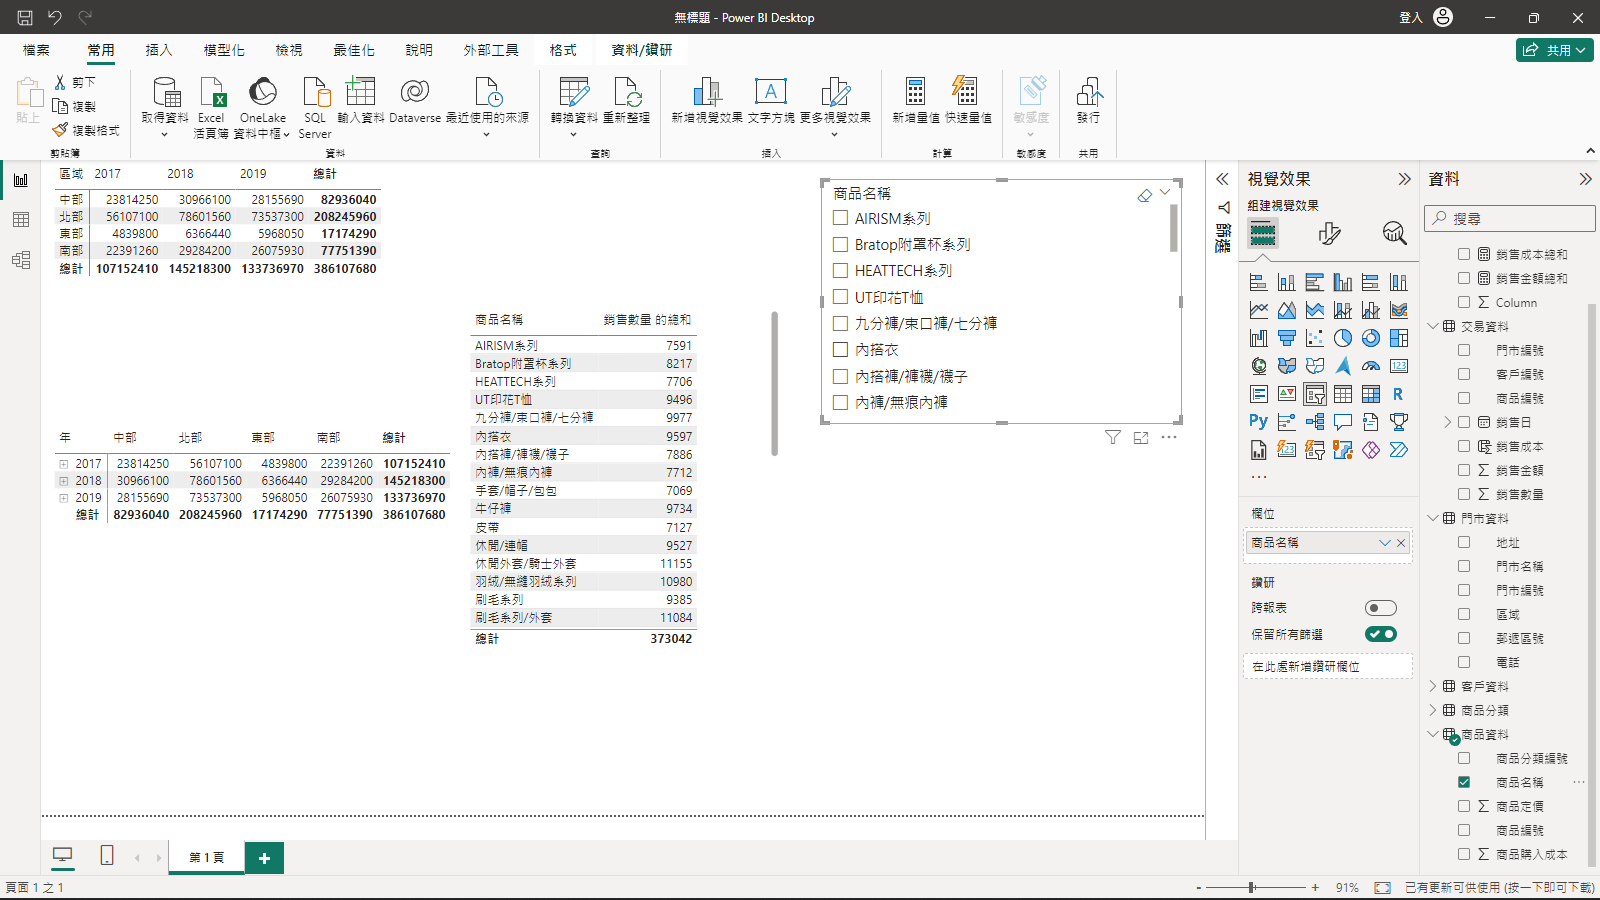 無標題 - Power BI Desktop
登入
檔案 常用 插入 模型化 檢視 最佳化 說明 外部工具 格式 資料/鑽研
共用
貼上
剪下
複製
複製格式
剪貼簿
取得資料
Excel
活頁簿
OneLake
資料中樞
SQL
Server
輸入資料
Dataverse
最近使用的來源
資料
轉換資料
重新整理
查詢
新增視覺效果
文字方塊
更多視覺效果
插入
新增量值
快速量值
計算
敏感度
敏感度
發行
共用
區域 2017 2018 2019 總計
中部 23814250 30966100 28155690 82936040
北部 56107100 78601560 73537300 208245960
東部 4839800 6366440 5968050 17174290
南部 22391260 29284200 26075930 77751390
總計 107152410 145218300 133736970 386107680
年 中部 北部 東部 南部 總計
2017 23814250 56107100 4839800 22391260 107152410
2018 30966100 78601560 6366440 29284200 145218300
2019 28155690 73537300 5968050 26075930 133736970
總計 82936040 208245960 17174290 77751390 386107680
商品名稱 銷售數量 的總和
AIRISM系列 7591
Bratop附罩杯系列 8217
HEATTECH系列 7706
UT印花T恤 9496
九分褲/束口褲/七分褲 9977
內搭衣 9597
內搭褲/褲襪/襪子 7886
內褲/無痕內褲 7712
手套/帽子/包包 7069
牛仔褲 9734
皮帶 7127
休閒/連帽 9527
休閒外套/騎士外套 11155
羽絨/無縫羽絨系列 10980
刷毛系列 9385
刷毛系列/外套 11084
總計 373042
商品名稱
AIRISM系列
Bratop附罩杯系列
HEATTECH系列
UT印花T恤
九分褲/束口褲/七分褲
內搭衣
內搭褲/褲襪/襪子
內褲/無痕內褲
篩選
視覺效果
組建視覺效果
123
R
Py
123
欄位
商品名稱
鑽研
跨報表
保留所有篩選
在此處新增鑽研欄位
資料
搜尋
銷售成本總和
銷售金額總和
Column
交易資料
門市編號
客戶編號
商品編號
銷售日
銷售成本
銷售金額
銷售數量
門市資料
地址
門市名稱
門市編號
區域
郵遞區號
電話
客戶資料
商品分類
商品資料
商品分類編號
商品名稱
商品定價
商品編號
商品購入成本
第 1 頁
頁面 1 之 1
- + 91%
已有更新可供使用 (按一下即可下載)